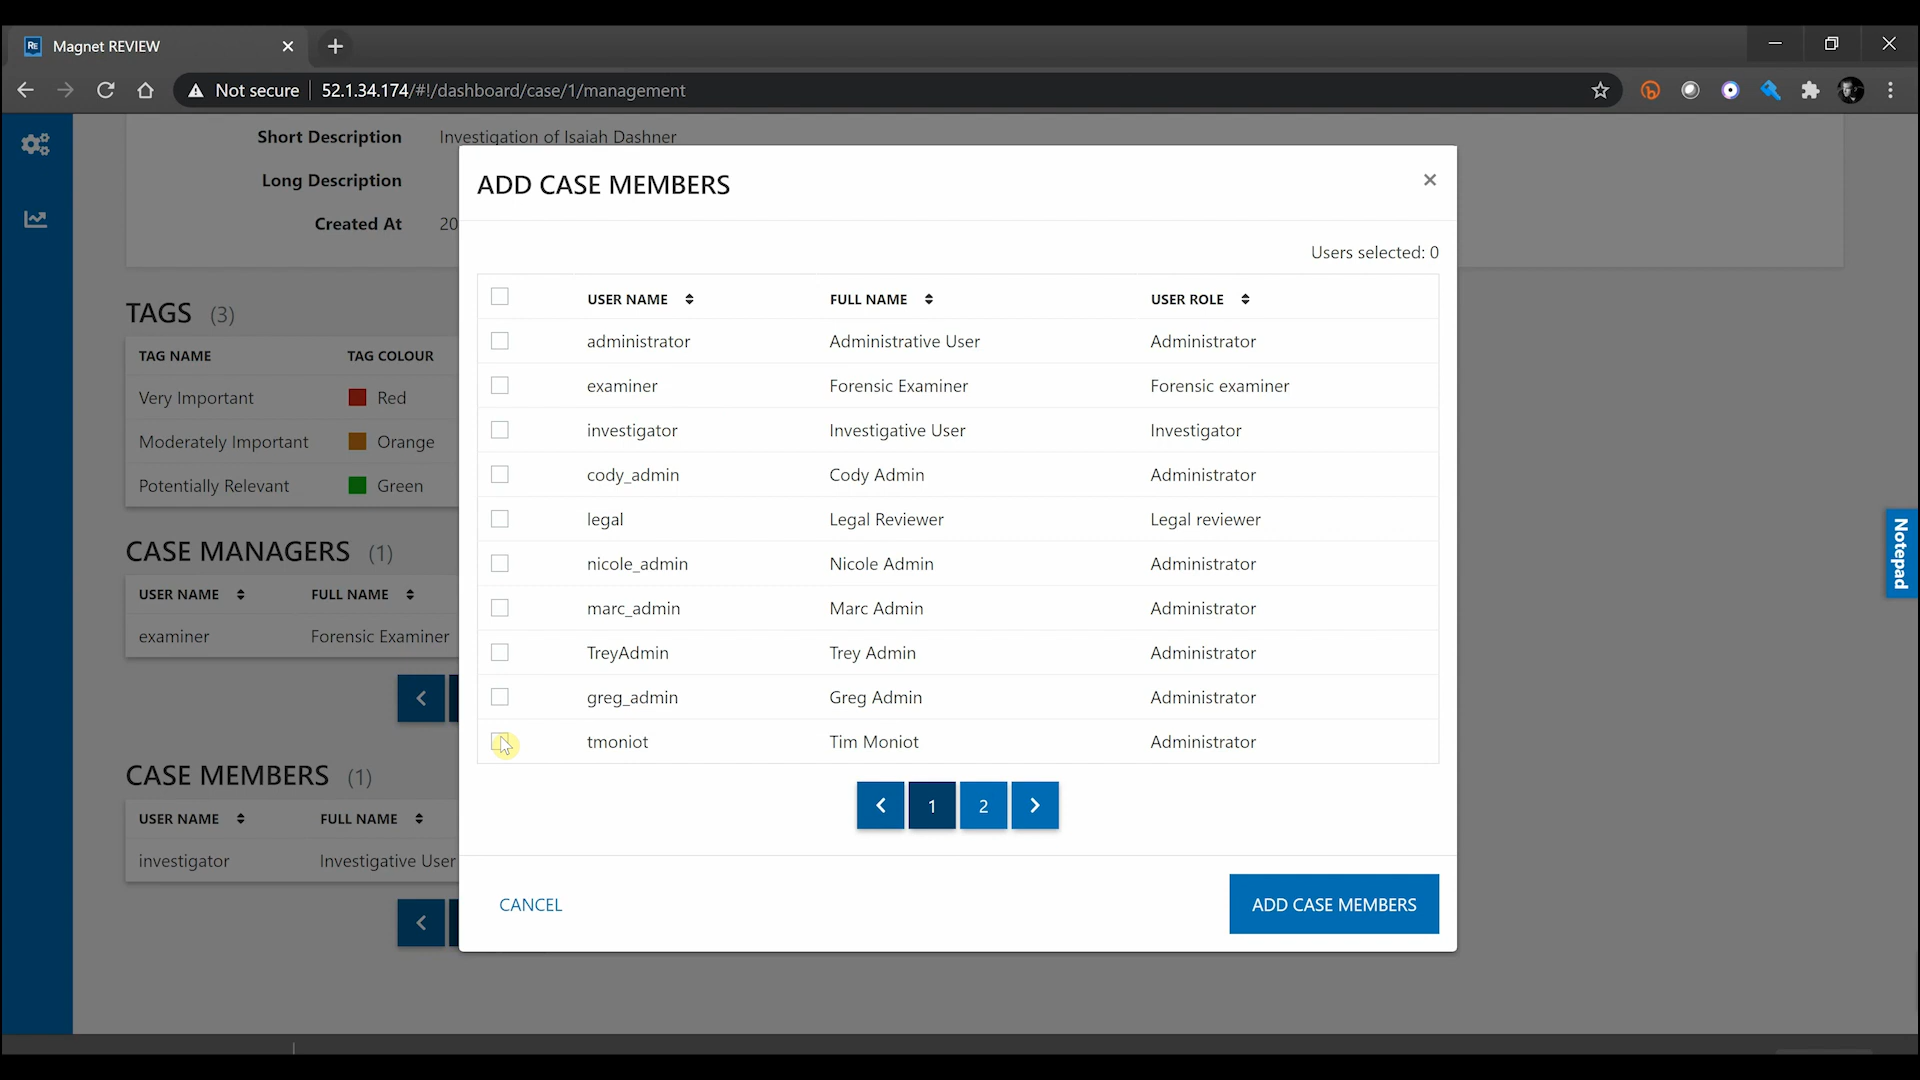 RE Magnet REVIEW
Not secure 52.1.34.174/#!/dashboard/case/1/management
Short Description Investigation of Isaiah Dashner
Long Description
Created At 20
TAGS (3)
TAG NAME TAG COLOUR
Very Important Red
Moderately Important Orange
Potentially Relevant Green
CASE MANAGERS (1)
USER NAME FULL NAME
examiner Forensic Examiner
CASE MEMBERS (1)
USER NAME FULL NAME
investigator Investigative User
ADD CASE MEMBERS
Users selected: 0
USER NAME FULL NAME USER ROLE
administrator Administrative User Administrator
examiner Forensic Examiner Forensic examiner
investigator Investigative User Investigator
cody_admin Cody Admin Administrator
legal Legal Reviewer Legal reviewer
nicole_admin Nicole Admin Administrator
marc_admin Marc Admin Administrator
TreyAdmin Trey Admin Administrator
greg_admin Greg Admin Administrator
tmoniot Tim Moniot Administrator
1 2
CANCEL ADD CASE MEMBERS
Notepad